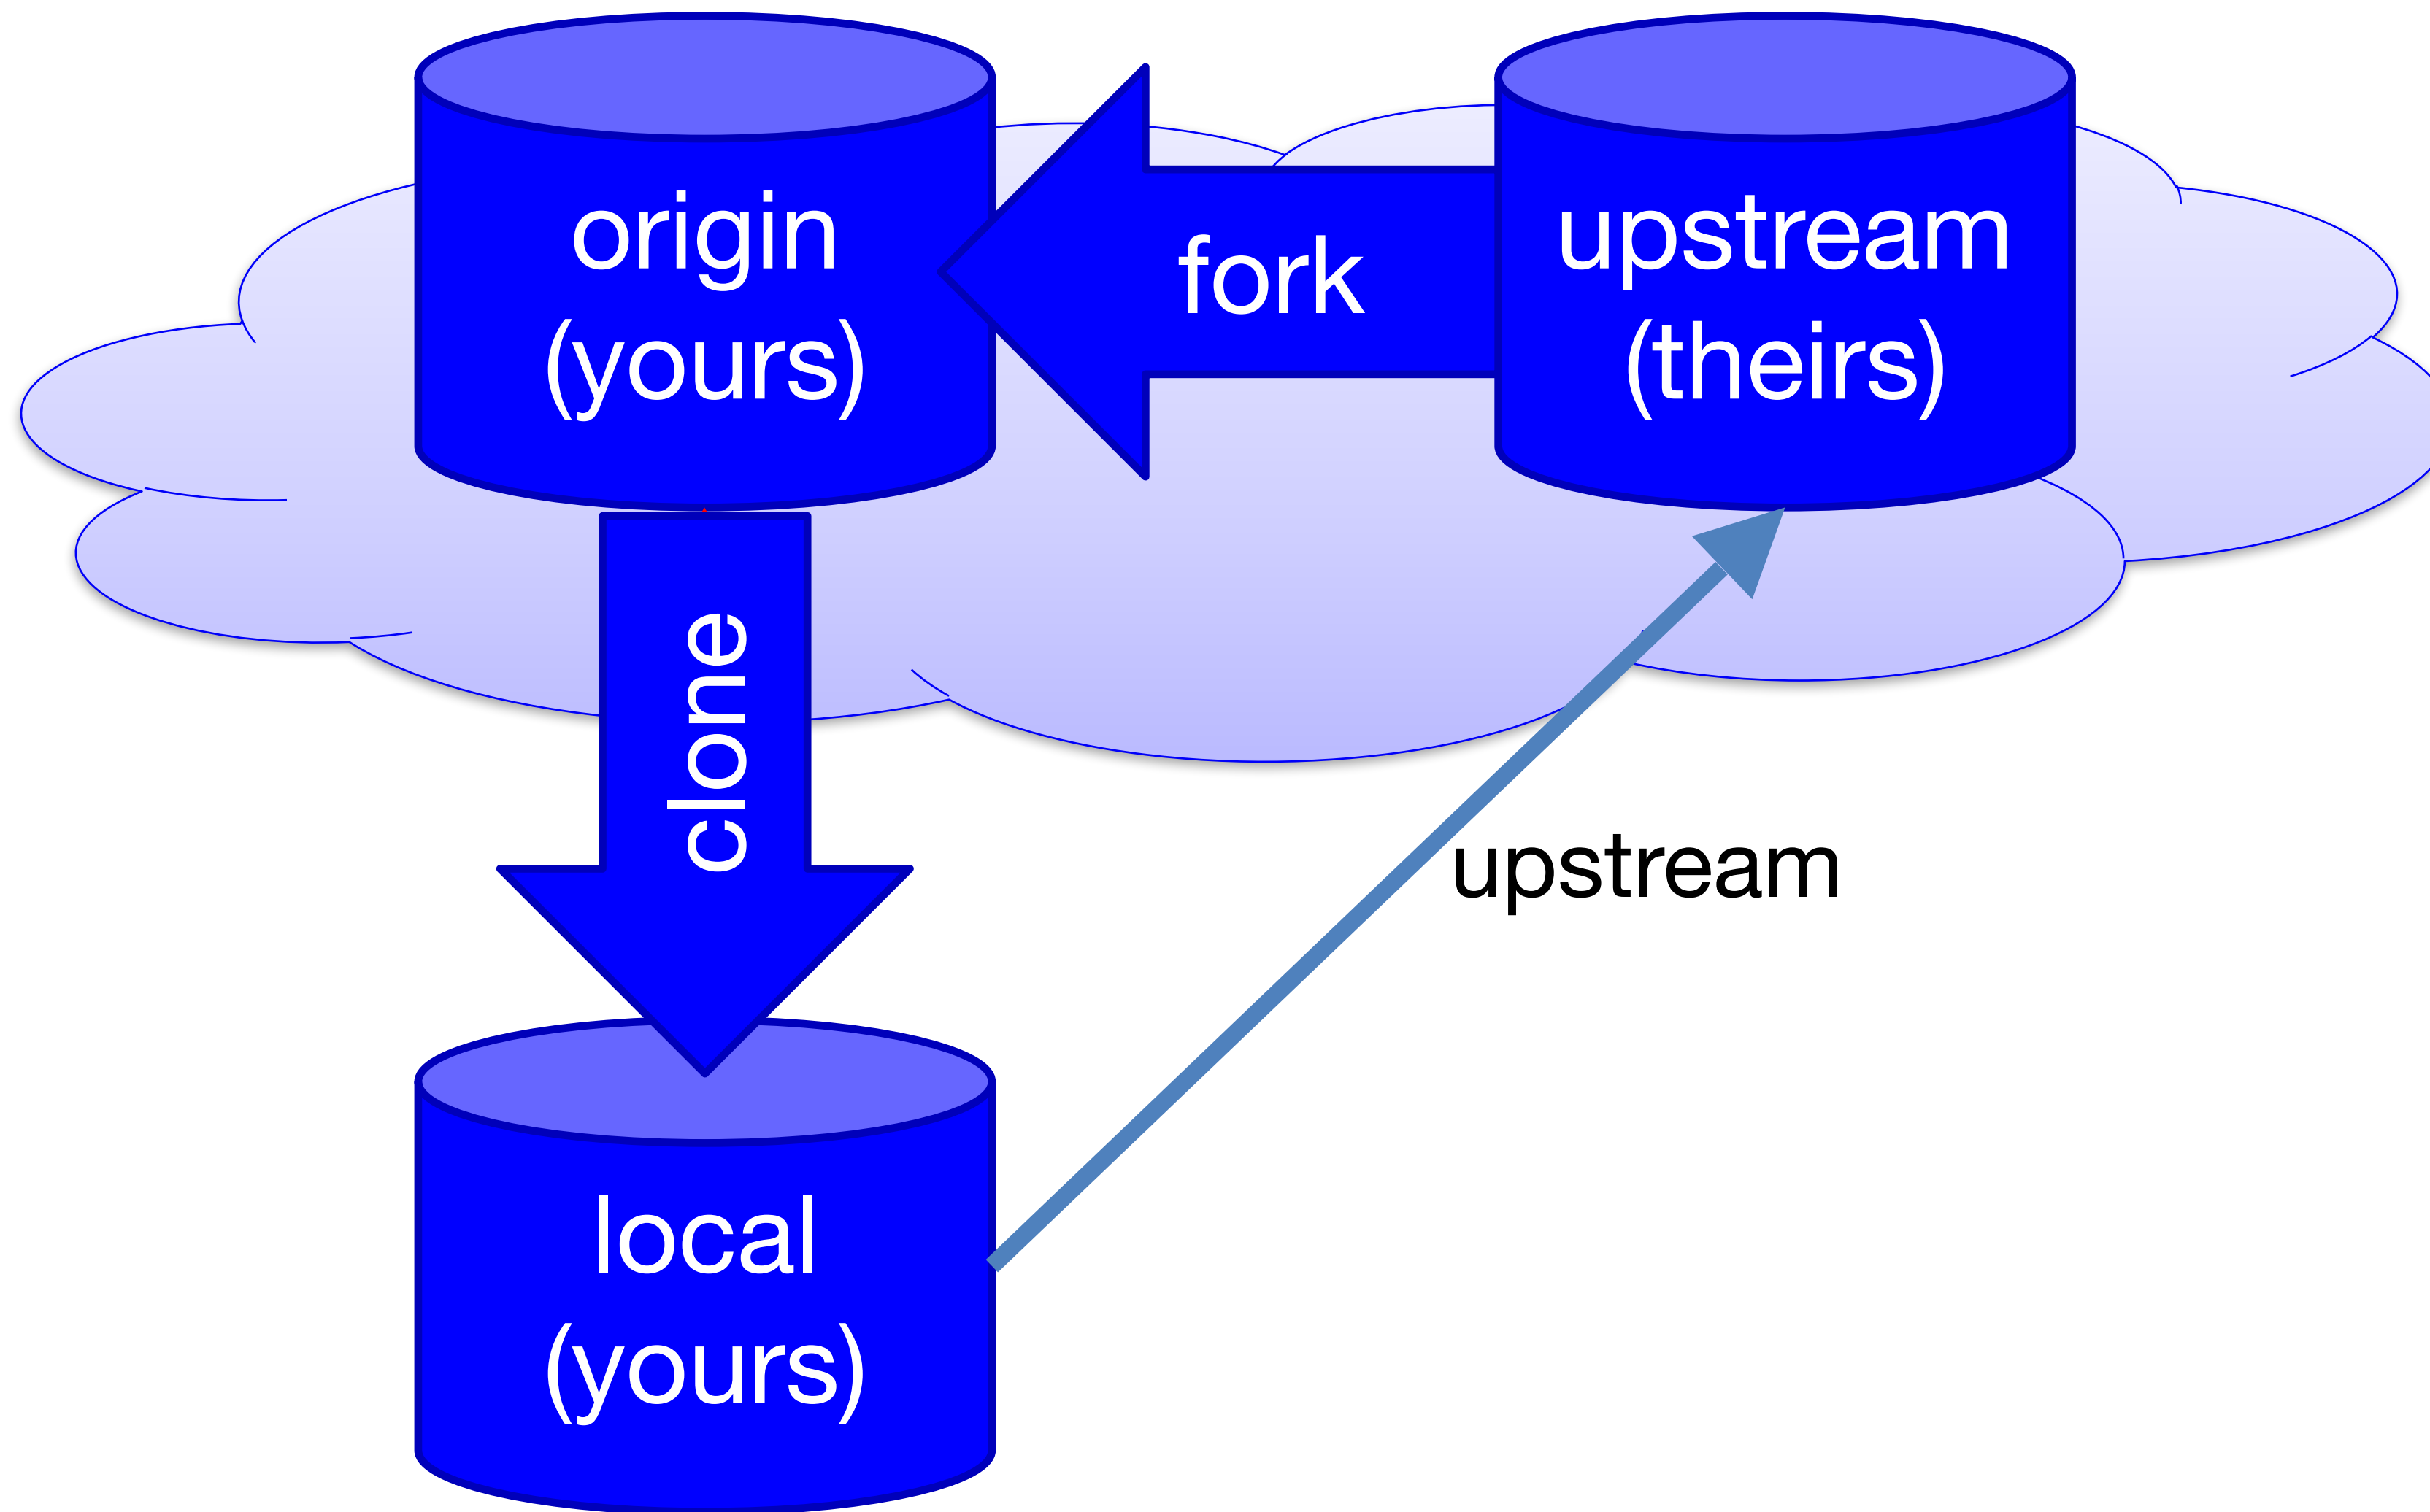 origin
(yours)
fork
upstream
(theirs)
clone
upstream
local
(yours)